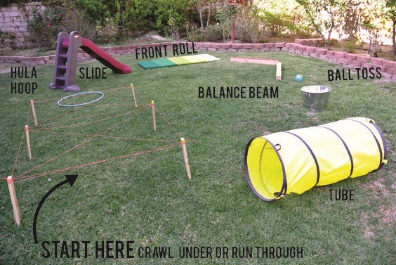 FRONT ROLL
HULA HOOP
SLIDE
BALL TOSS
BALANCE BEAM
TUBE
START HERE CRAWL UNDER OR RUN THROUGH